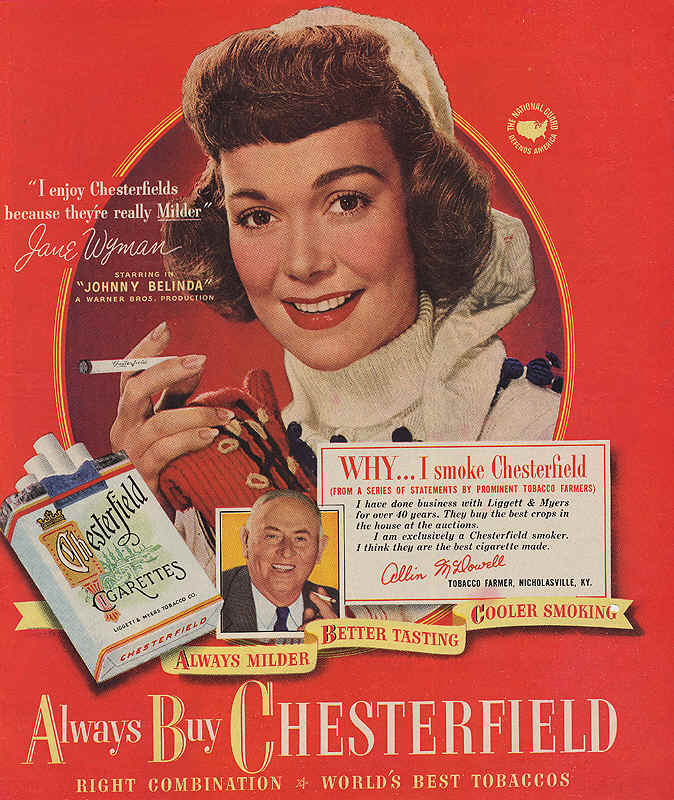 THE NATIONAL GUARD
DEFENDS AMERICA
"I enjoy Chesterfields
because they're really Milder"
Jane Wyman
STARRING IN
"JOHNNY BELINDA"
A WARNER BROS. PRODUCTION
Chesterfield
WHY... I smoke Chesterfield
(FROM A SERIES OF STATEMENTS BY PROMINENT TOBACCO FARMERS)
I have done business with Liggett & Myers
for over 40 years. They buy the best crops in
the house at the auctions.
I am exclusively a Chesterfield smoker.
I think they are the best cigarette made.
Allin McDowell
TOBACCO FARMER, NICHOLASVILLE, KY.
Chesterfield
CIGARETTES
LIGGETT & MYERS TOBACCO CO.
CHESTERFIELD
ALWAYS MILDER
BETTER TASTING
COOLER SMOKING
Always Buy CHESTERFIELD
RIGHT COMBINATION WORLD'S BEST TOBACCOS